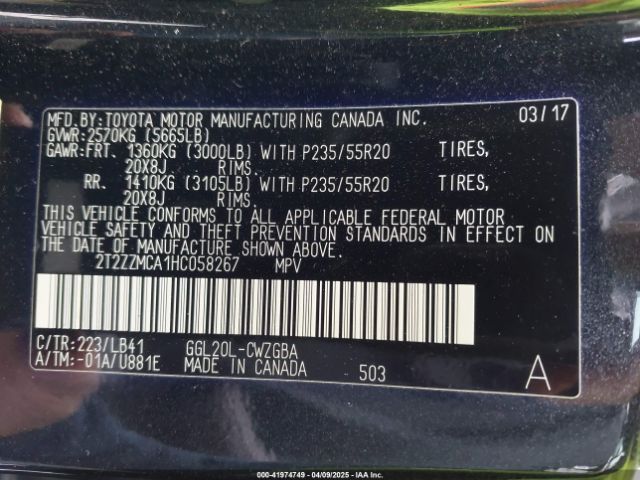 MFD.BY:TOYOTA MOTOR MANUFACTURING CANADA INC. 03/17
GVWR:2570KG (5665LB)
GAWR:FRT. 1360KG (3000LB) WITH P235/55R20 TIRES,
20X8J RIMS.
RR. 1410KG (3105LB) WITH P235/55R20 TIRES,
20X8J RIMS.
THIS VEHICLE CONFORMS TO ALL APPLICABLE FEDERAL MOTOR
VEHICLE SAFETY AND THEFT PREVENTION STANDARDS IN EFFECT ON
THE DATE OF MANUFACTURE SHOWN ABOVE.
2T2ZZMCA1HC058267 MPV
C/TR:223/LB41 GGL20L-CWZGBA
A/TM:-01A/U881E MADE IN CANADA 503 A
000-41974749 - 04/09/2025 - IAA Inc.